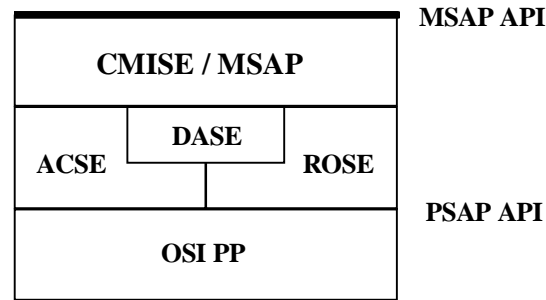 MSAP API
CMISE / MSAP
DASE
ACSE
ROSE
PSAP API
OSI PP